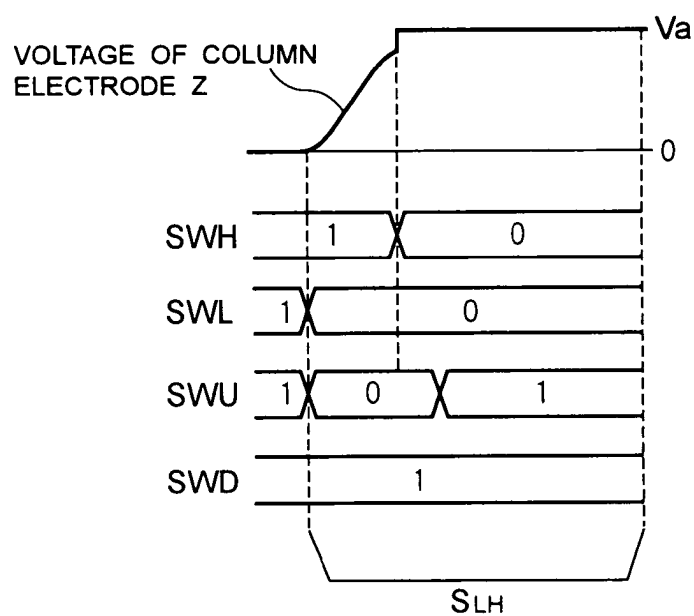 Va
VOLTAGE OF COLUMN
ELECTRODE Z
0
SWH 1 0
SWL 1 0
SWU 1 0 1
SWD 1
SLH